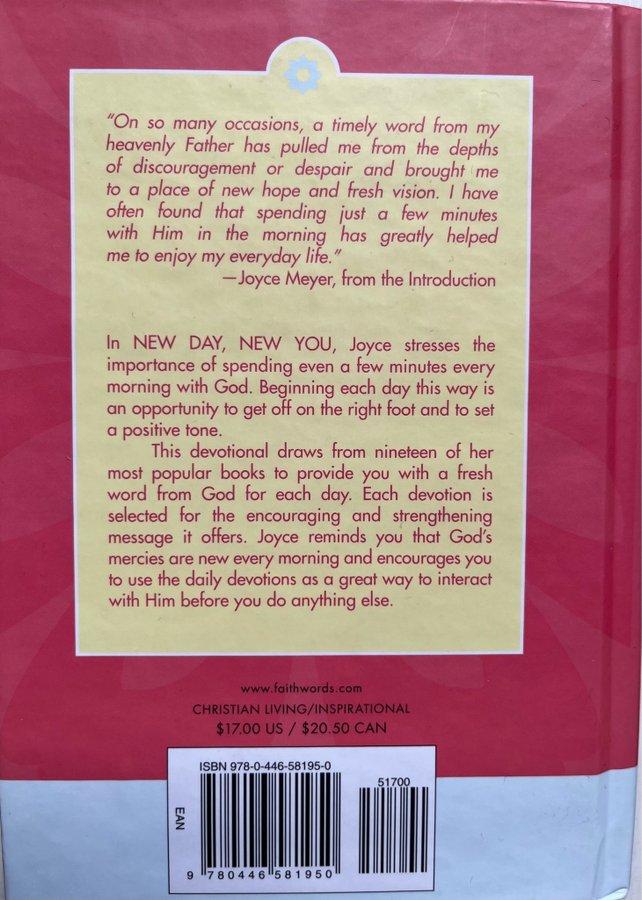 “On so many occasions, a timely word from my
heavenly Father has pulled me from the depths
of discouragement or despair and brought me
to a place of new hope and fresh vision. I have
often found that spending just a few minutes
with Him in the morning has greatly helped
me to enjoy my everyday life.”
—Joyce Meyer, from the Introduction
In NEW DAY, NEW YOU, Joyce stresses the
importance of spending even a few minutes every
morning with God. Beginning each day this way is
an opportunity to get off on the right foot and to set
a positive tone.
This devotional draws from nineteen of her
most popular books to provide you with a fresh
word from God for each day. Each devotion is
selected for the encouraging and strengthening
message it offers. Joyce reminds you that God’s
mercies are new every morning and encourages you
to use the daily devotions as a great way to interact
with Him before you do anything else.
www.faithwords.com
CHRISTIAN LIVING/INSPIRATIONAL
$17.00 US / $20.50 CAN
ISBN 978-0-446-58195-0
51700
EAN
9 780446 581950